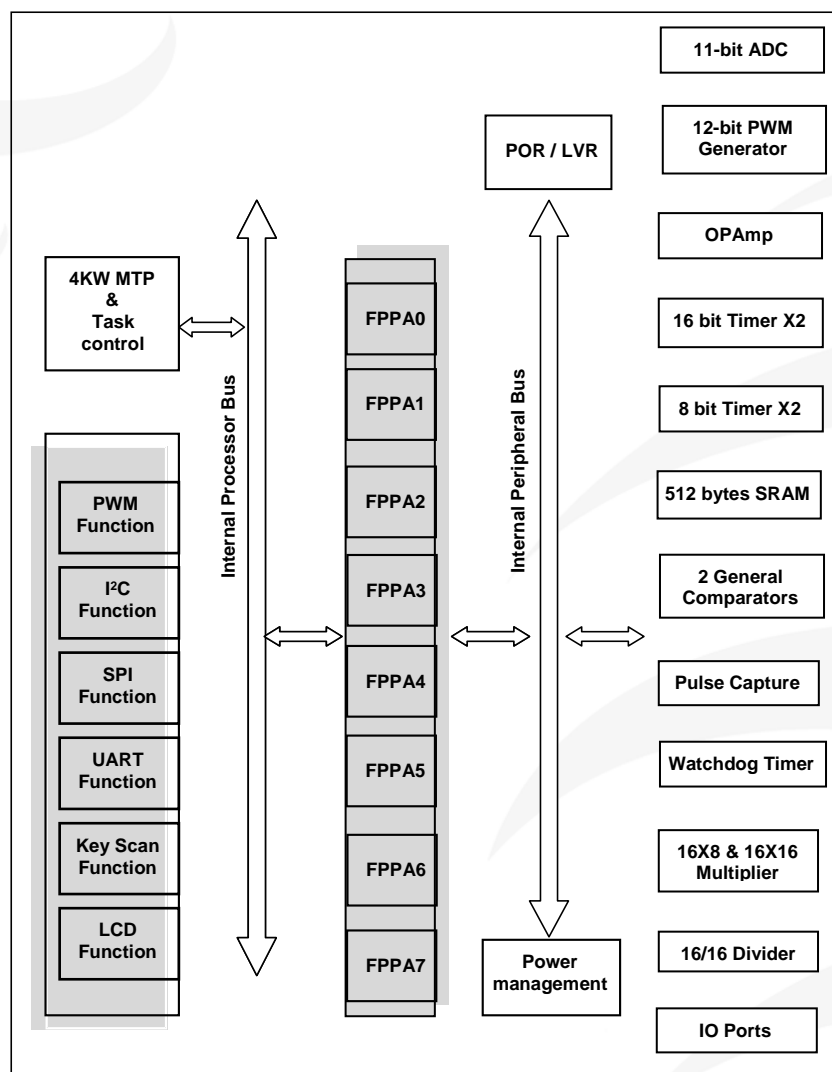 4KW MTP
&
Task
control
PWM
Function
I²C
Function
SPI
Function
UART
Function
Key Scan
Function
LCD
Function
Internal Processor Bus
FPPA0
FPPA1
FPPA2
FPPA3
FPPA4
FPPA5
FPPA6
FPPA7
POR / LVR
Internal Peripheral Bus
Power
management
11-bit ADC
12-bit PWM
Generator
OPAmp
16 bit Timer X2
8 bit Timer X2
512 bytes SRAM
2 General
Comparators
Pulse Capture
Watchdog Timer
16X8 & 16X16
Multiplier
16/16 Divider
IO Ports